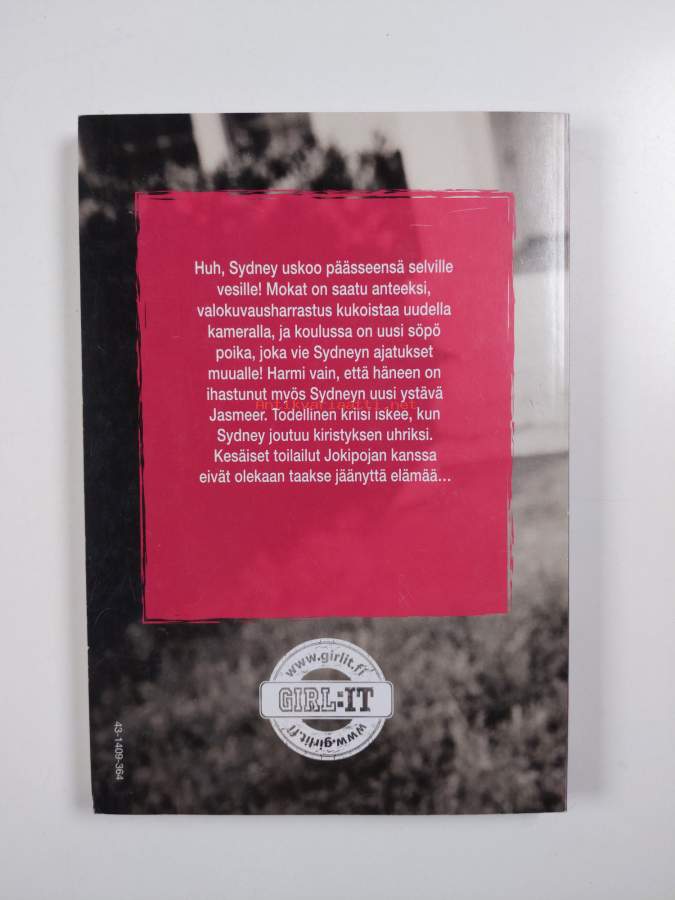 Huh, Sydney uskoo päässeensä selville
vesille! Mokat on saatu anteeksi,
valokuvausharrastus kukoistaa uudella
kameralla, ja koulussa on uusi söpö
poika, joka vie Sydneyn ajatukset
muualle! Harmi vain, että häneen on
ihastunut myös Sydneyn uusi ystävä
Antikvariaatti.net
Jasmeer. Todellinen kriisi iskee, kun
Sydney joutuu kiristyksen uhriksi.
Kesäiset toilailut Jokipojan kanssa
eivät olekaan taakse jäänyttä elämää...
www.girlit.fi
GIRL:IT
www.girlit.fi
43-1409-364